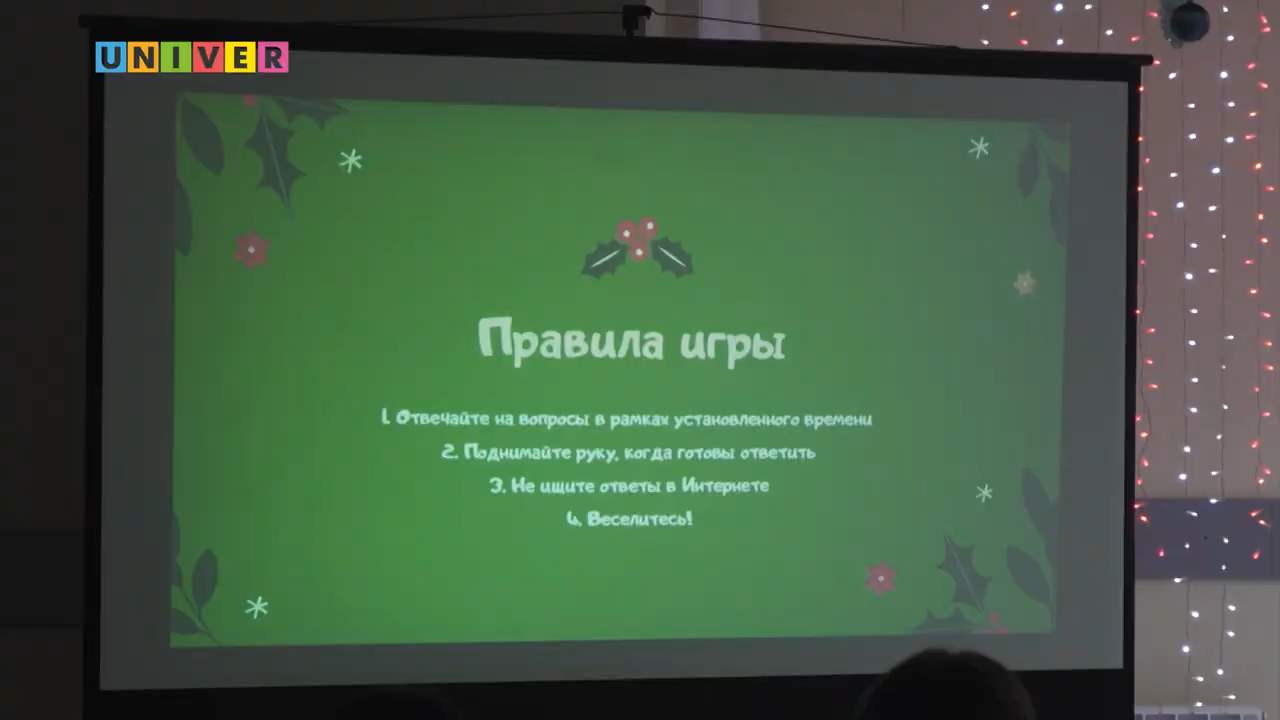 UNIVER
Правила игры
1. Отвечайте на вопросы в рамках установленного времени
2. Поднимайте руку, когда готовы ответить
3. Не ищите ответы в Интернете
4. Веселитесь!